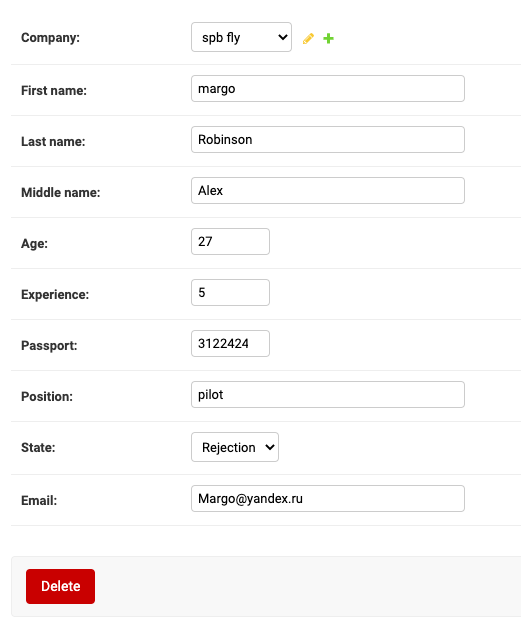 Company: spb fly
First name: margo
Last name: Robinson
Middle name: Alex
Age: 27
Experience: 5
Passport: 3122424
Position: pilot
State: Rejection
Email: Margo@yandex.ru
Delete